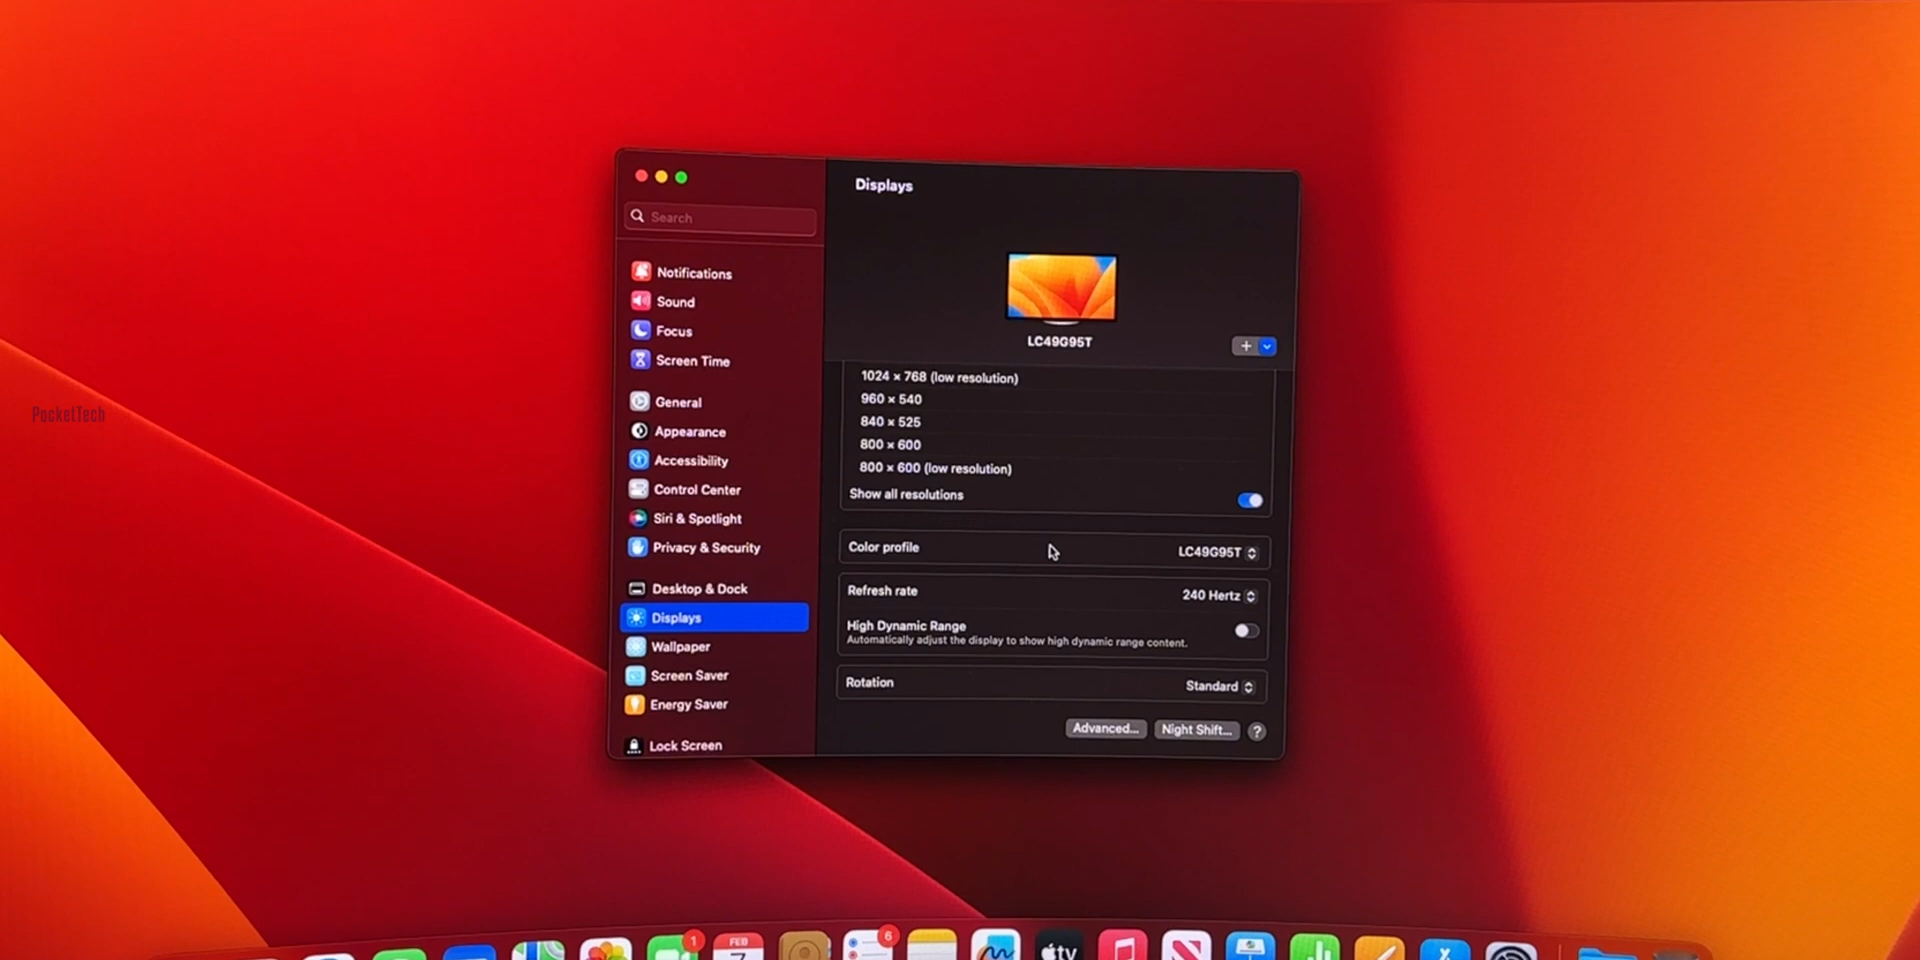 Displays
Search
LC49G95T
+
Notifications
Sound
Focus
Screen Time
General
Appearance
Accessibility
Control Center
Siri & Spotlight
Privacy & Security
Desktop & Dock
Displays
Wallpaper
Screen Saver
Energy Saver
Lock Screen
1024 × 768 (low resolution)
960 × 540
840 × 525
800 × 600
800 × 600 (low resolution)
Show all resolutions
Color profile LC49G95T
Refresh rate 240 Hertz
High Dynamic Range
Automatically adjust the display to show high dynamic range content.
Rotation Standard
Advanced... Night Shift... ?
PocketTech
1
FEB
7
6
tv